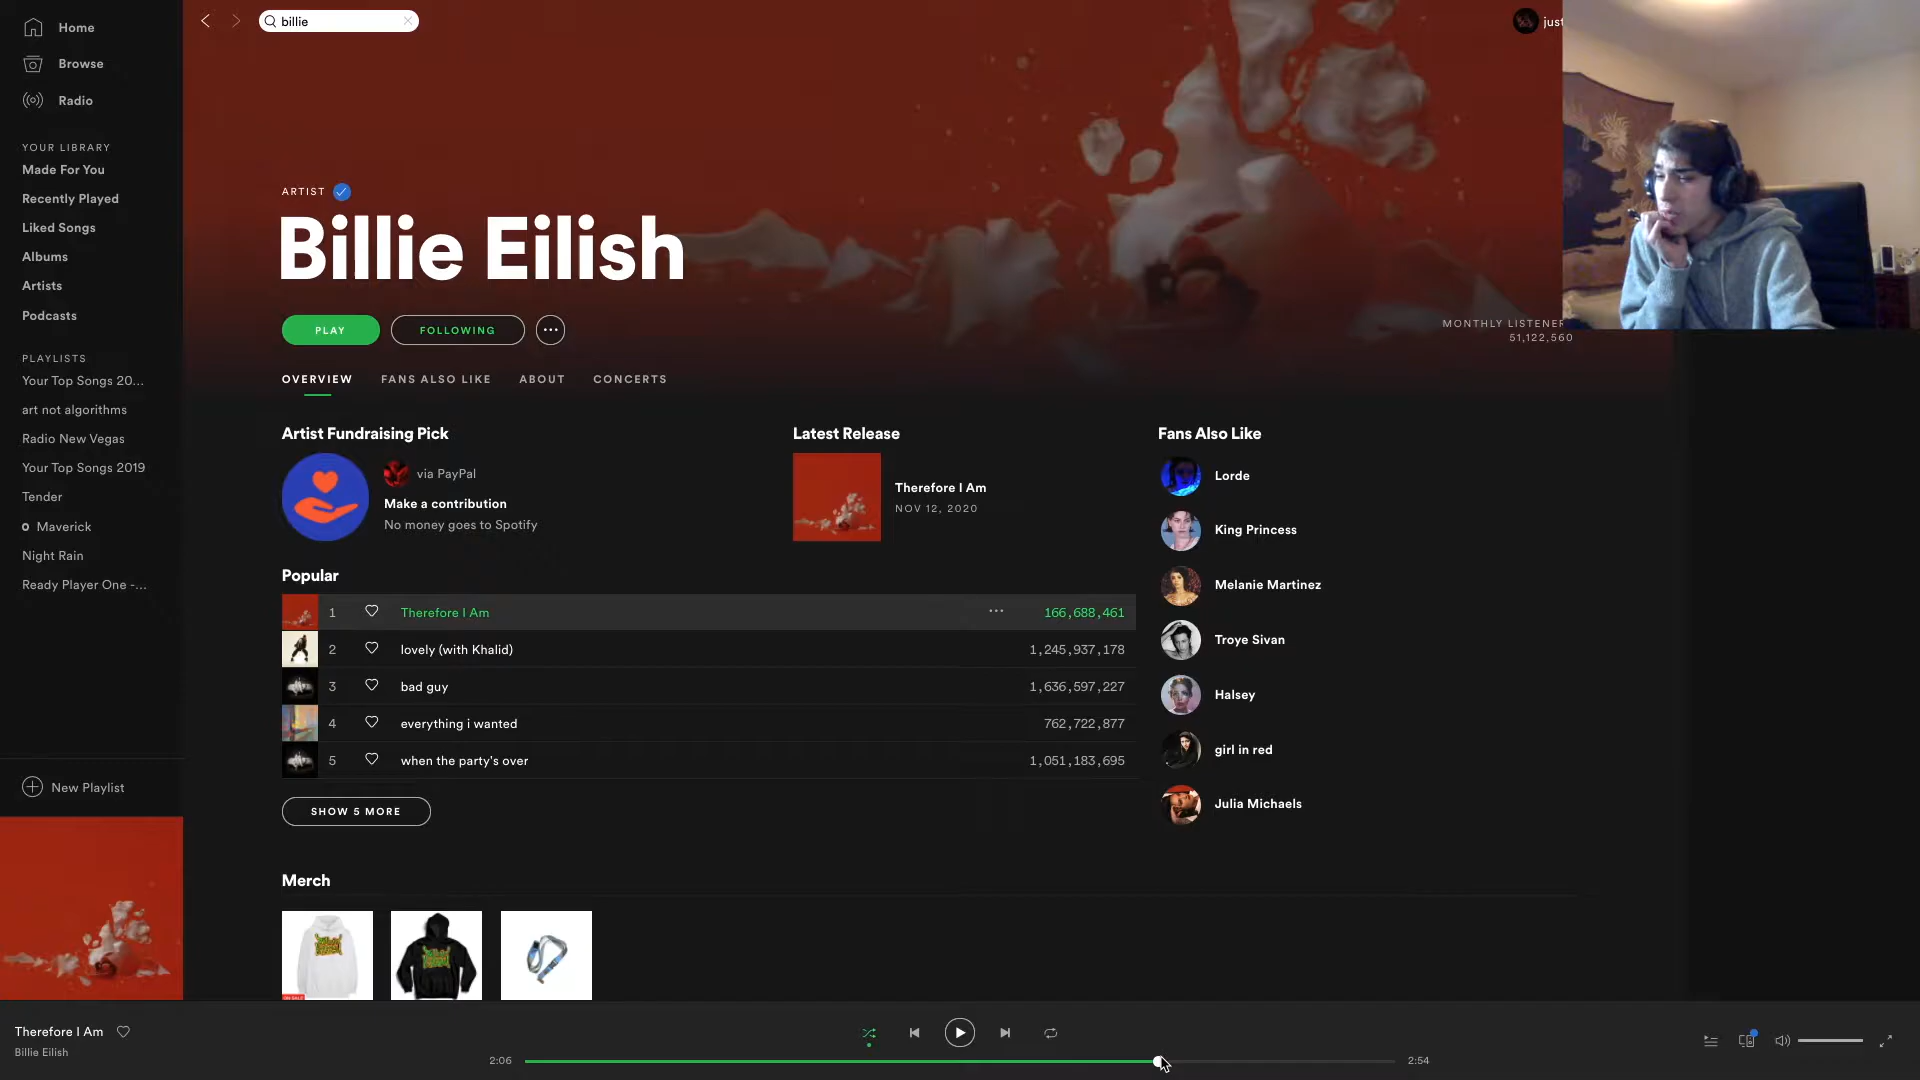 Home
Browse
Radio
YOUR LIBRARY
Made For You
Recently Played
Liked Songs
Albums
Artists
Podcasts
PLAYLISTS
Your Top Songs 20...
art not algorithms
Radio New Vegas
Your Top Songs 2019
Tender
Maverick
Night Rain
Ready Player One -...
New Playlist
billie
just
ARTIST
Billie Eilish
PLAY
FOLLOWING
MONTHLY LISTENER
51,122,560
OVERVIEW FANS ALSO LIKE ABOUT CONCERTS
Artist Fundraising Pick
via PayPal
Make a contribution
No money goes to Spotify
Latest Release
Therefore I Am
NOV 12, 2020
Popular
1 Therefore I Am 166,688,461
2 lovely (with Khalid) 1,245,937,178
3 bad guy 1,636,597,227
4 everything i wanted 762,722,877
5 when the party's over 1,051,183,695
SHOW 5 MORE
Fans Also Like
Lorde
King Princess
Melanie Martinez
Troye Sivan
Halsey
girl in red
Julia Michaels
Merch
ON SALE
Therefore I Am
Billie Eilish
2:06
2:54